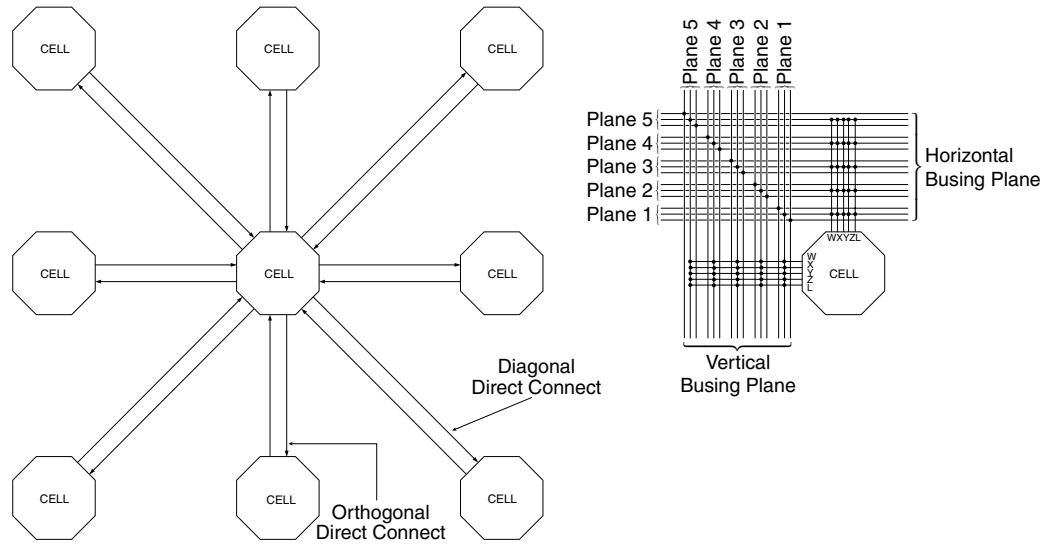 CELL
CELL
CELL
CELL
CELL
CELL
CELL
CELL
CELL
Diagonal
Direct Connect
Orthogonal
Direct Connect
Plane 5
Plane 4
Plane 3
Plane 2
Plane 1
Plane 5
Plane 4
Plane 3
Plane 2
Plane 1
Horizontal
Busing Plane
WXYZL
W
X
Y
Z
L
CELL
Vertical
Busing Plane